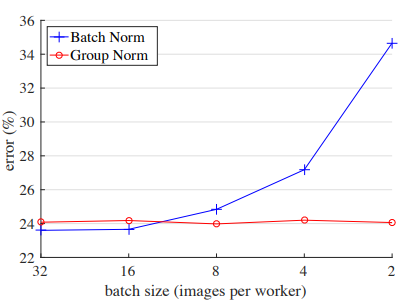 36
34
32
30
28
26
24
22
error (%)
Batch Norm
Group Norm
32 16 8 4 2
batch size (images per worker)